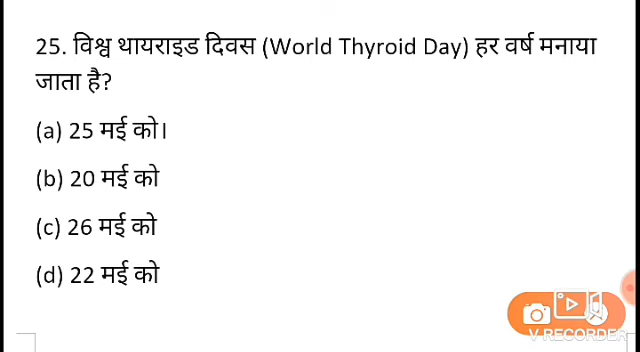 25. विश्व थायराइड दिवस (World Thyroid Day) हर वर्ष मनाया
जाता है?
(a) 25 मई को।
(b) 20 मई को
(c) 26 मई को
(d) 22 मई को
V RECORDER